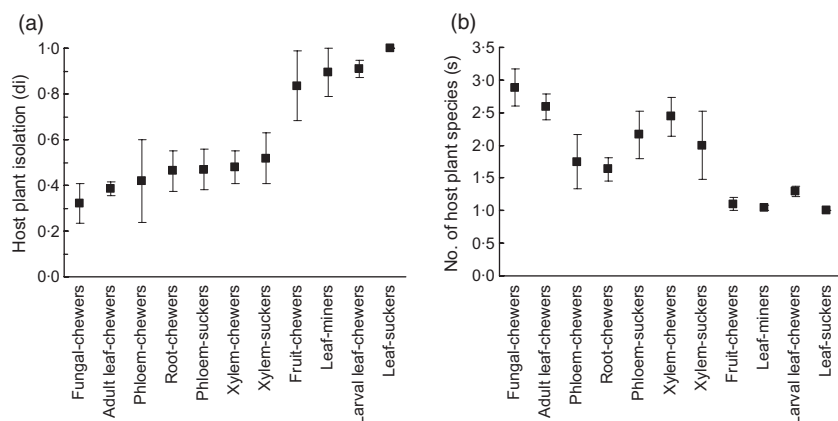 (a)
Host plant isolation (di)
1·0
0·8
0·6
0·4
0·2
0·0
Fungal-chewers
Adult leaf-chewers
Phloem-chewers
Root-chewers
Phloem-suckers
Xylem-chewers
Xylem-suckers
Fruit-chewers
Leaf-miners
Larval leaf-chewers
Leaf-suckers
(b)
No. of host plant species (s)
3·5
3·0
2·5
2·0
1·5
1·0
0·5
0·0
Fungal-chewers
Adult leaf-chewers
Phloem-chewers
Root-chewers
Phloem-suckers
Xylem-chewers
Xylem-suckers
Fruit-chewers
Leaf-miners
Larval leaf-chewers
Leaf-suckers